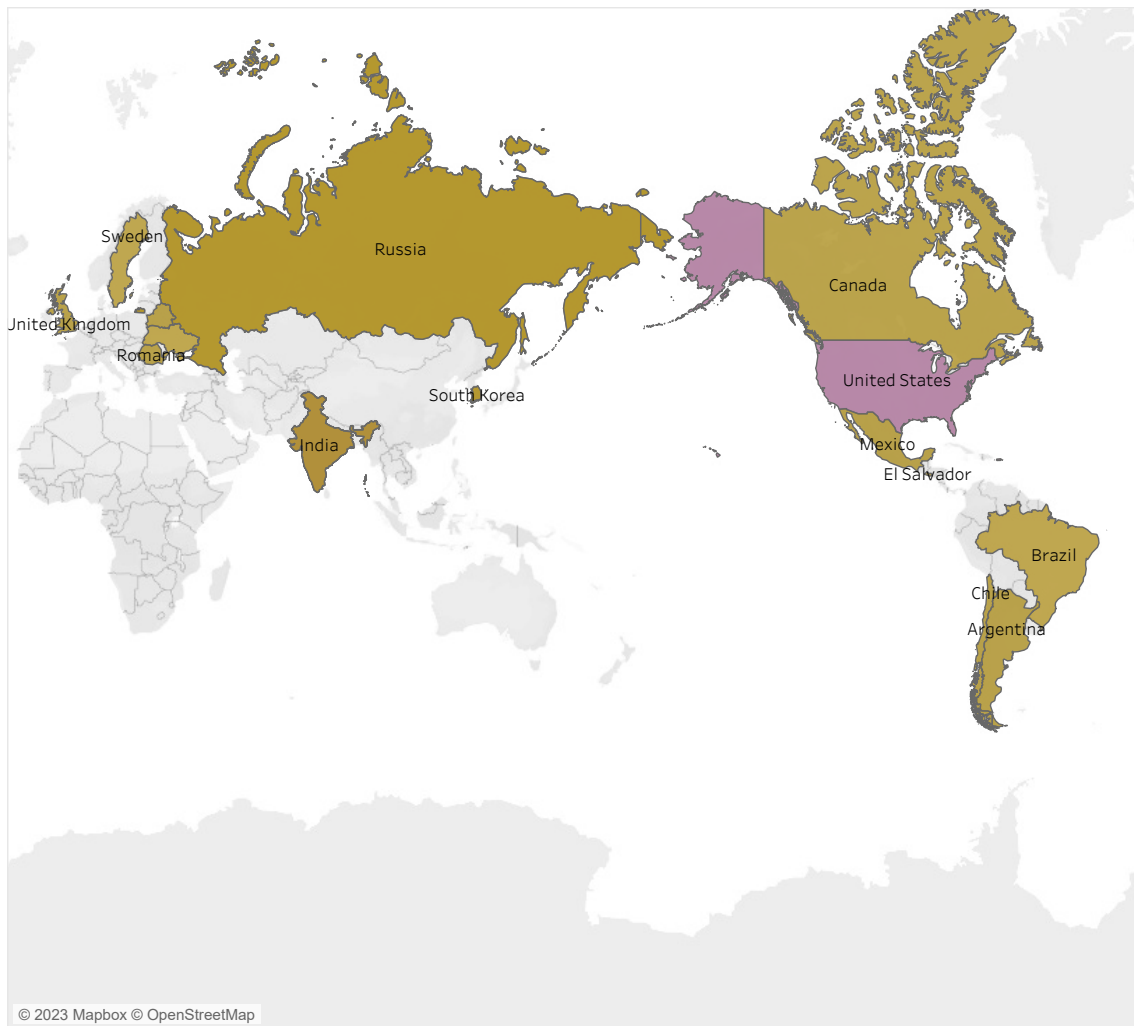 Sweden
Russia
Canada
United Kingdom
Romania
United States
South Korea
India
Mexico
El Salvador
Brazil
Chile
Argentina
© 2023 Mapbox © OpenStreetMap